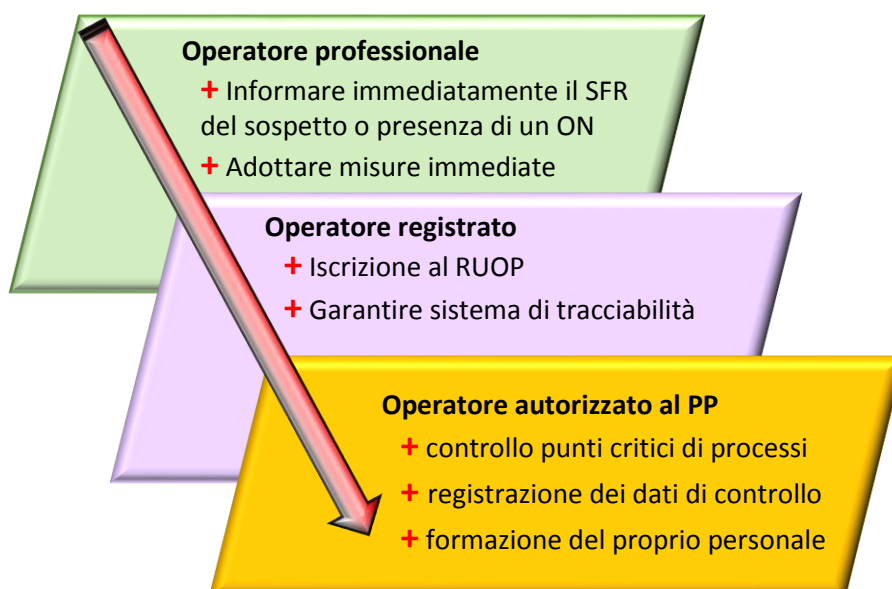 Operatore professionale
+ Informare immediatamente il SFR
del sospetto o presenza di un ON
+ Adottare misure immediate
Operatore registrato
+ Iscrizione al RUOP
+ Garantire sistema di tracciabilità
Operatore autorizzato al PP
+ controllo punti critici di processi
+ registrazione dei dati di controllo
+ formazione del proprio personale